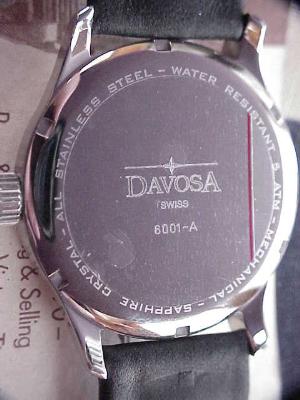 ALL STAINLESS STEEL - WATER RESISTANT 5 ATM - MECHANICAL - SAPPHIRE CRYSTAL -
DAVOSA
SWISS
6001-A
g & Selling